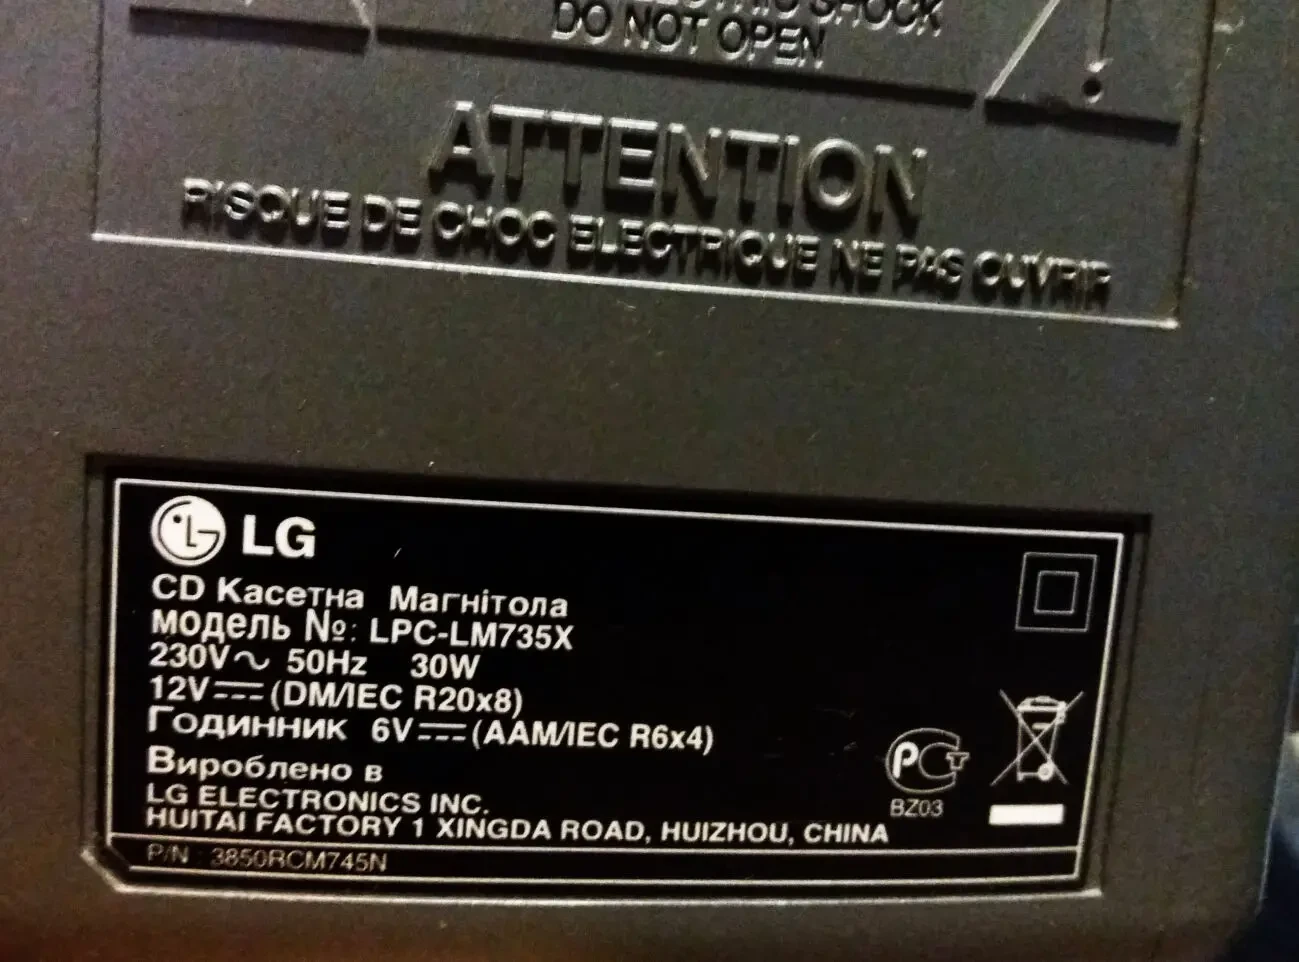 SHOCK
DO NOT OPEN
ATTENTION
RISQUE DE CHOC ELECTRIQUE NE PAS OUVRIR
LG
CD Касетна Магнітола
модель №: LPC-LM735X
230V~ 50Hz 30W
12V⎓(DM/IEC R20x8)
Годинник 6V⎓(AAM/IEC R6x4)
Вироблено в
LG ELECTRONICS INC.
HUITAI FACTORY 1 XINGDA ROAD, HUIZHOU, CHINA
РСТ
BZ03
P/N : 3850RCM745N